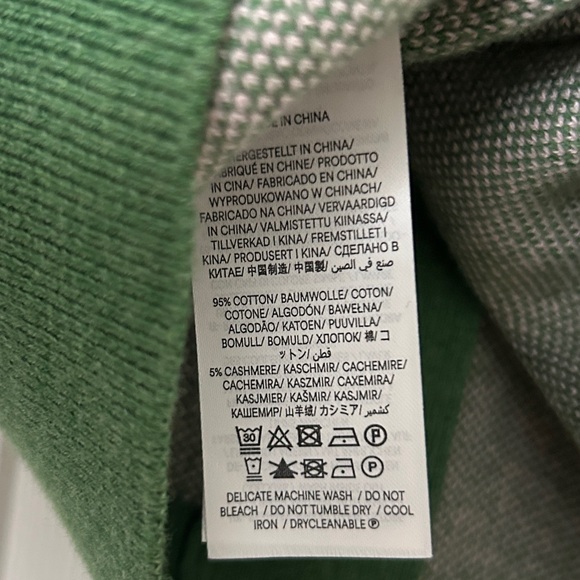 IN CHINA
ERGESTELLT IN CHINA/
BRIQUÉ EN CHINE/ PRODOTTO
IN CINA/ FABRICADO EN CHINA/
WYPRODUKOWANO W CHINACH/
FABRICADO NA CHINA/ VERVAARDIGD
IN CHINA/ VALMISTETTU KIINASSA/
TILLVERKAD I KINA/ FREMSTILLET I
KINA/ PRODUSERT I KINA/ СДЕЛАНО В
КИТАЕ/ 中国制造/ 中国製/ صنع في الصين
95% COTTON/ BAUMWOLLE/ COTON/
COTONE/ ALGODÓN/ BAWEŁNA/
ALGODÃO/ KATOEN/ PUUVILLA/
BOMULL/ BOMULD/ ХЛОПОК/ 棉/ コ
ットン/ قطن
5% CASHMERE/ KASCHMIR/ CACHEMIRE/
CACHEMIRA/ KASZMIR/ CAXEMIRA/
KASJMIER/ KAŠMIR/ KASJMIR/
КАШЕМИР/ 山羊绒/ カシミア/ كشمير
30 P
P
DELICATE MACHINE WASH / DO NOT
BLEACH / DO NOT TUMBLE DRY / COOL
IRON / DRYCLEANABLE Ⓟ